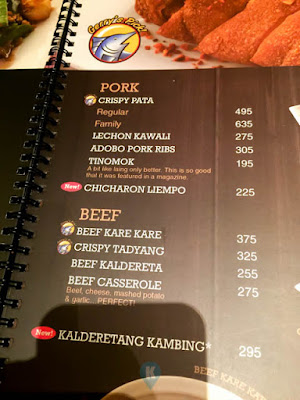 Gerry's Grill
PORK
CRISPY PATA
Regular 495
Family 635
LECHON KAWALI 275
ADOBO PORK RIBS 305
TINOMOK 195
A bit like laing only better. This is so good
that it was featured in a magazine.
New! CHICHARON LIEMPO 225
BEEF
BEEF KARE KARE 375
CRISPY TADYANG 325
BEEF KALDERETA 255
BEEF CASSEROLE 275
Beef, cheese, mashed potato
& garlic... PERFECT!
New! KALDERETANG KAMBING* 295
BEEF KARE KA